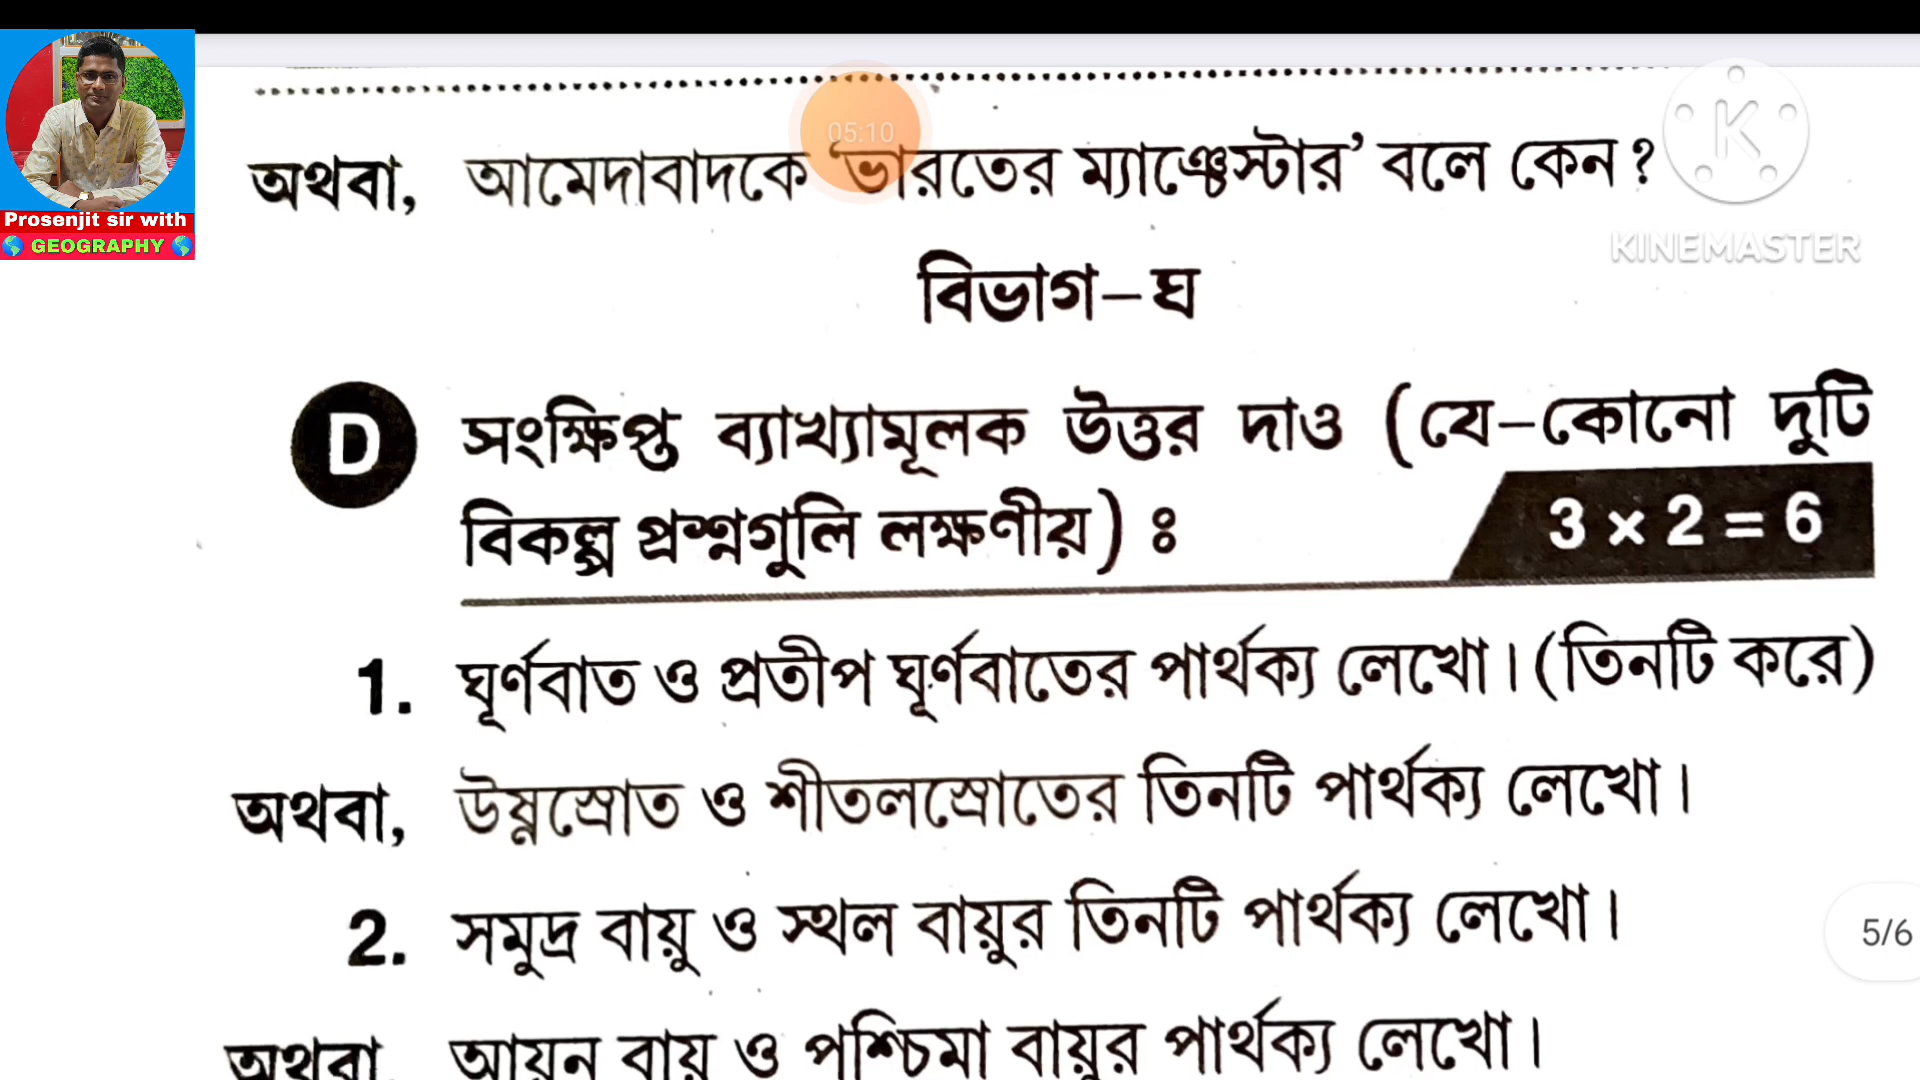 Prosenjit sir with
GEOGRAPHY
05:10
KINEMASTER
অথবা, আমেদাবাদকে ‘ভারতের ম্যাঞ্চেস্টার’ বলে কেন ?
বিভাগ–ঘ
D সংক্ষিপ্ত ব্যাখ্যামূলক উত্তর দাও (যে–কোনো দুটি
বিকল্প প্রশ্নগুলি লক্ষণীয়) ঃ
3 × 2 = 6
1. ঘূর্ণবাত ও প্রতীপ ঘূর্ণবাতের পার্থক্য লেখো। (তিনটি করে)
অথবা, উষ্ণস্রোত ও শীতলস্রোতের তিনটি পার্থক্য লেখো।
2. সমুদ্র বায়ু ও স্থল বায়ুর তিনটি পার্থক্য লেখো।
5/6
অথবা, আয়ন বায়ু ও পশ্চিমা বায়ুর পার্থক্য লেখো।